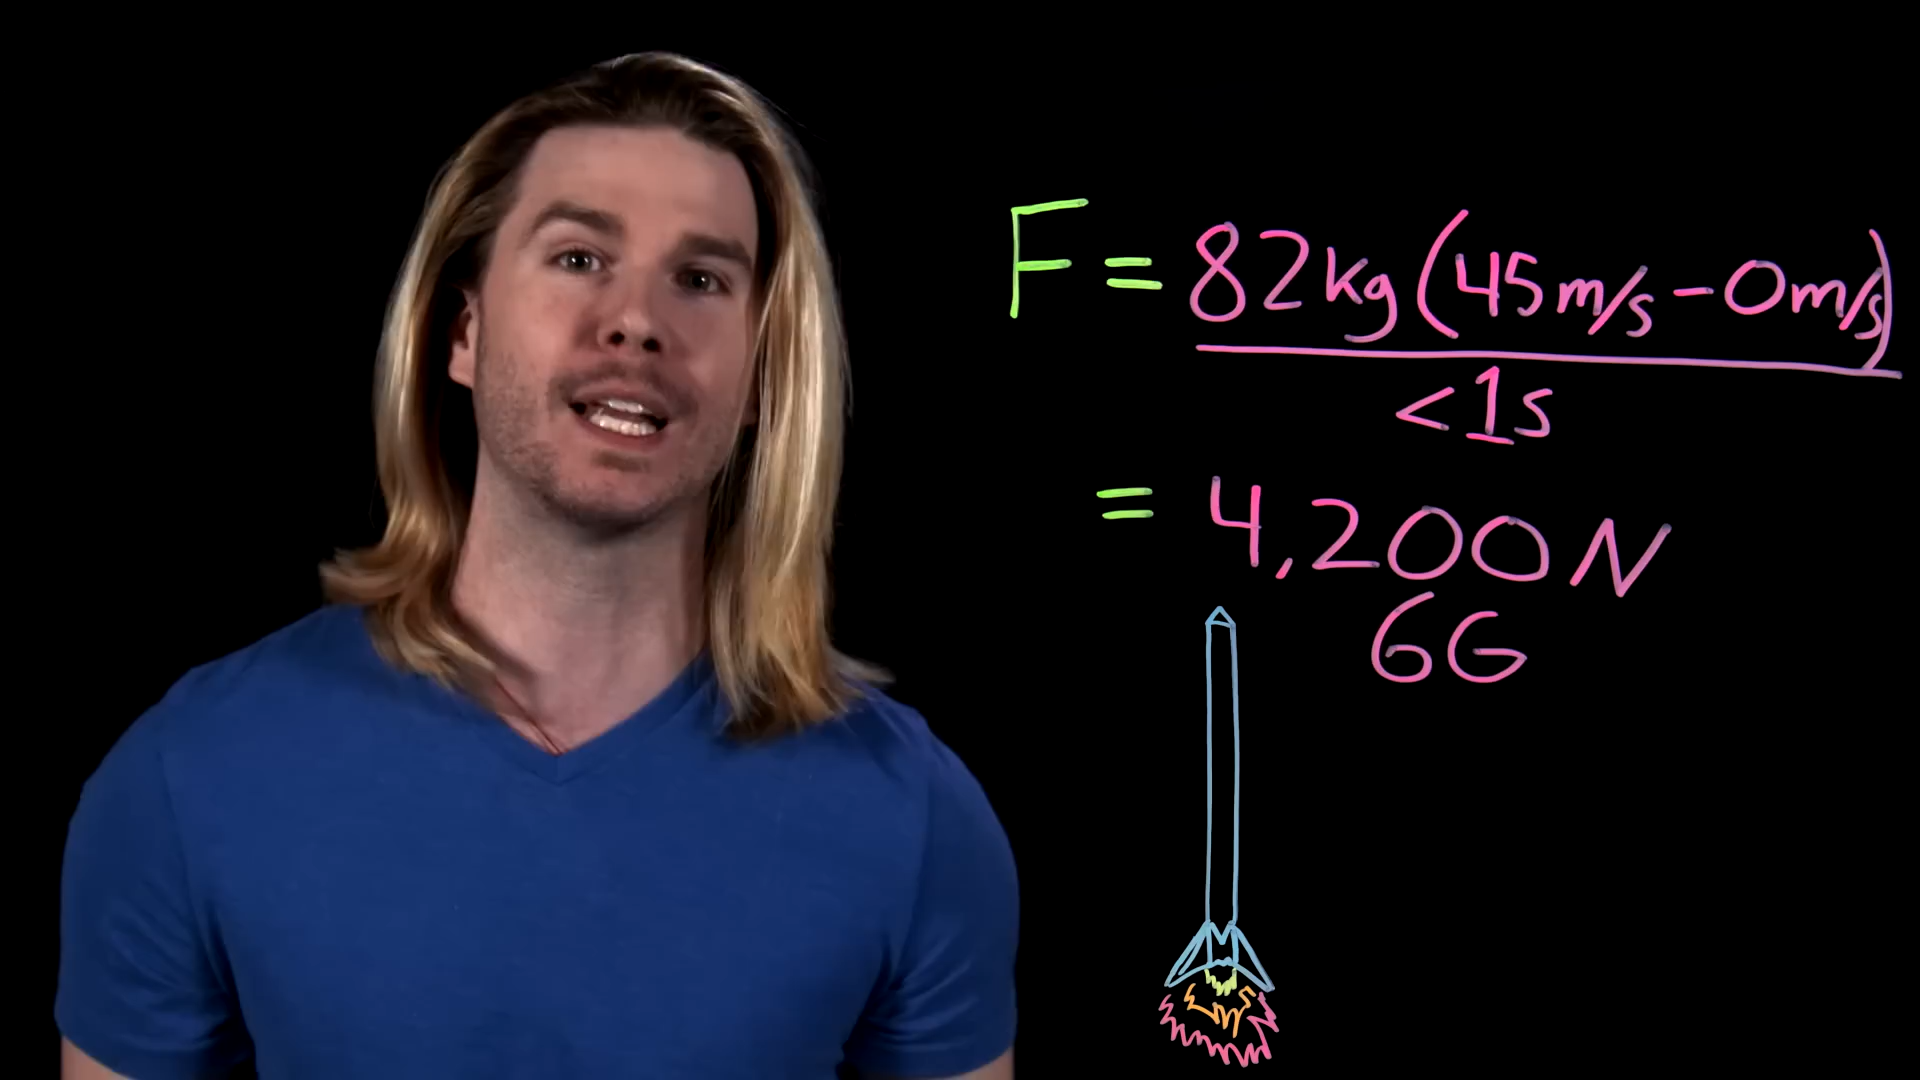 F = 82kg(45m/s-0m/s)
<1s
= 4,200N
6G